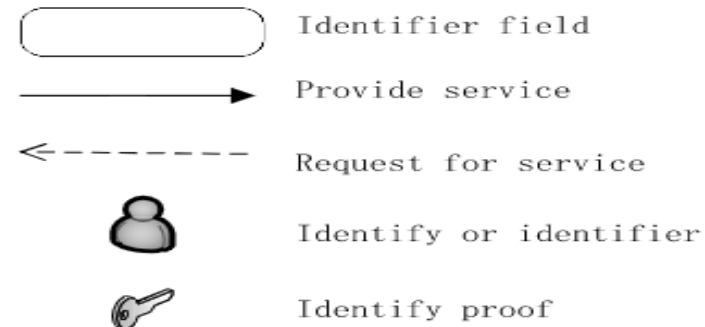 Identifier field
Provide service
Request for service
Identify or identifier
Identify proof